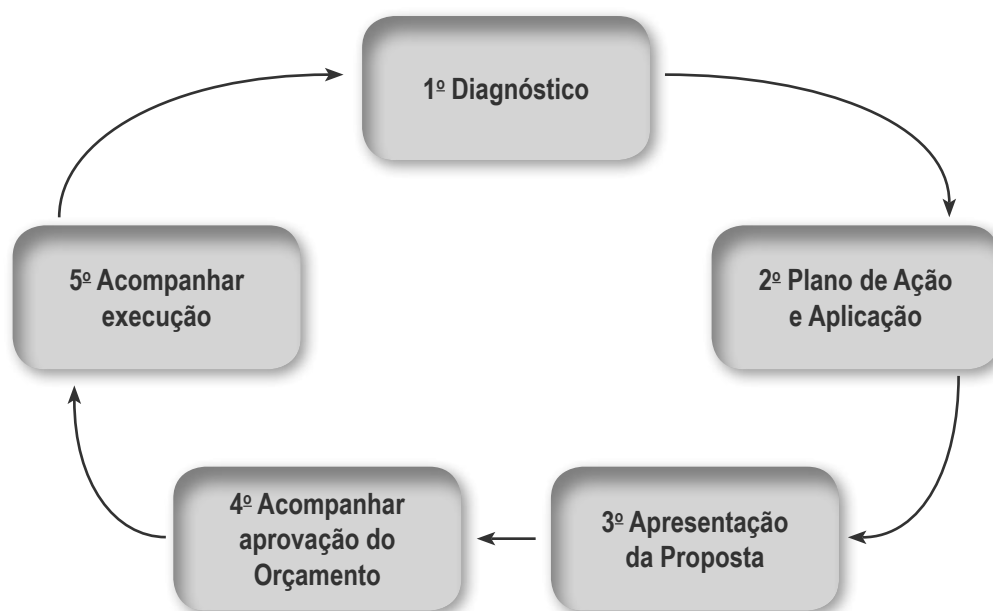 1º Diagnóstico
2º Plano de Ação
e Aplicação
3º Apresentação
da Proposta
4º Acompanhar
aprovação do
Orçamento
5º Acompanhar
execução